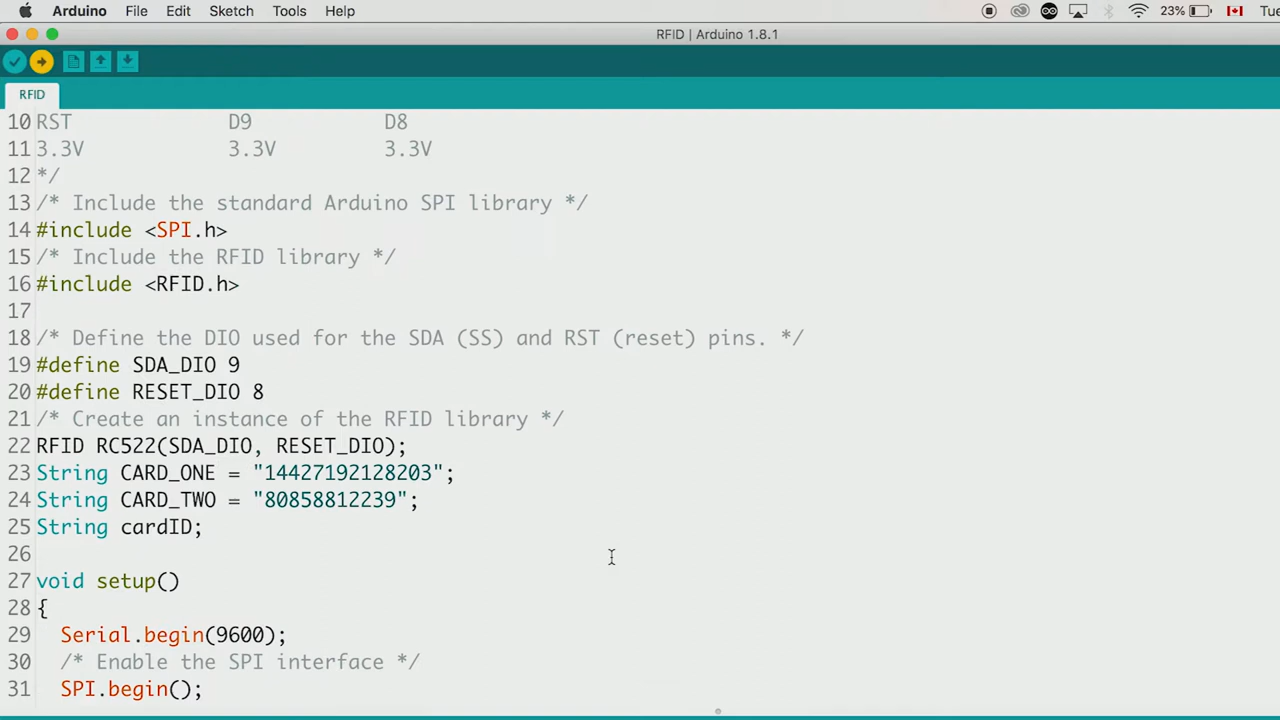 Arduino File Edit Sketch Tools Help 23% Tue
RFID | Arduino 1.8.1
RFID
10 RST D9 D8
11 3.3V 3.3V 3.3V
12 */
13 /* Include the standard Arduino SPI library */
14 #include <SPI.h>
15 /* Include the RFID library */
16 #include <RFID.h>
17
18 /* Define the DIO used for the SDA (SS) and RST (reset) pins. */
19 #define SDA_DIO 9
20 #define RESET_DIO 8
21 /* Create an instance of the RFID library */
22 RFID RC522(SDA_DIO, RESET_DIO);
23 String CARD_ONE = "14427192128203";
24 String CARD_TWO = "80858812239";
25 String cardID;
26
27 void setup()
28 {
29 Serial.begin(9600);
30 /* Enable the SPI interface */
31 SPI.begin();